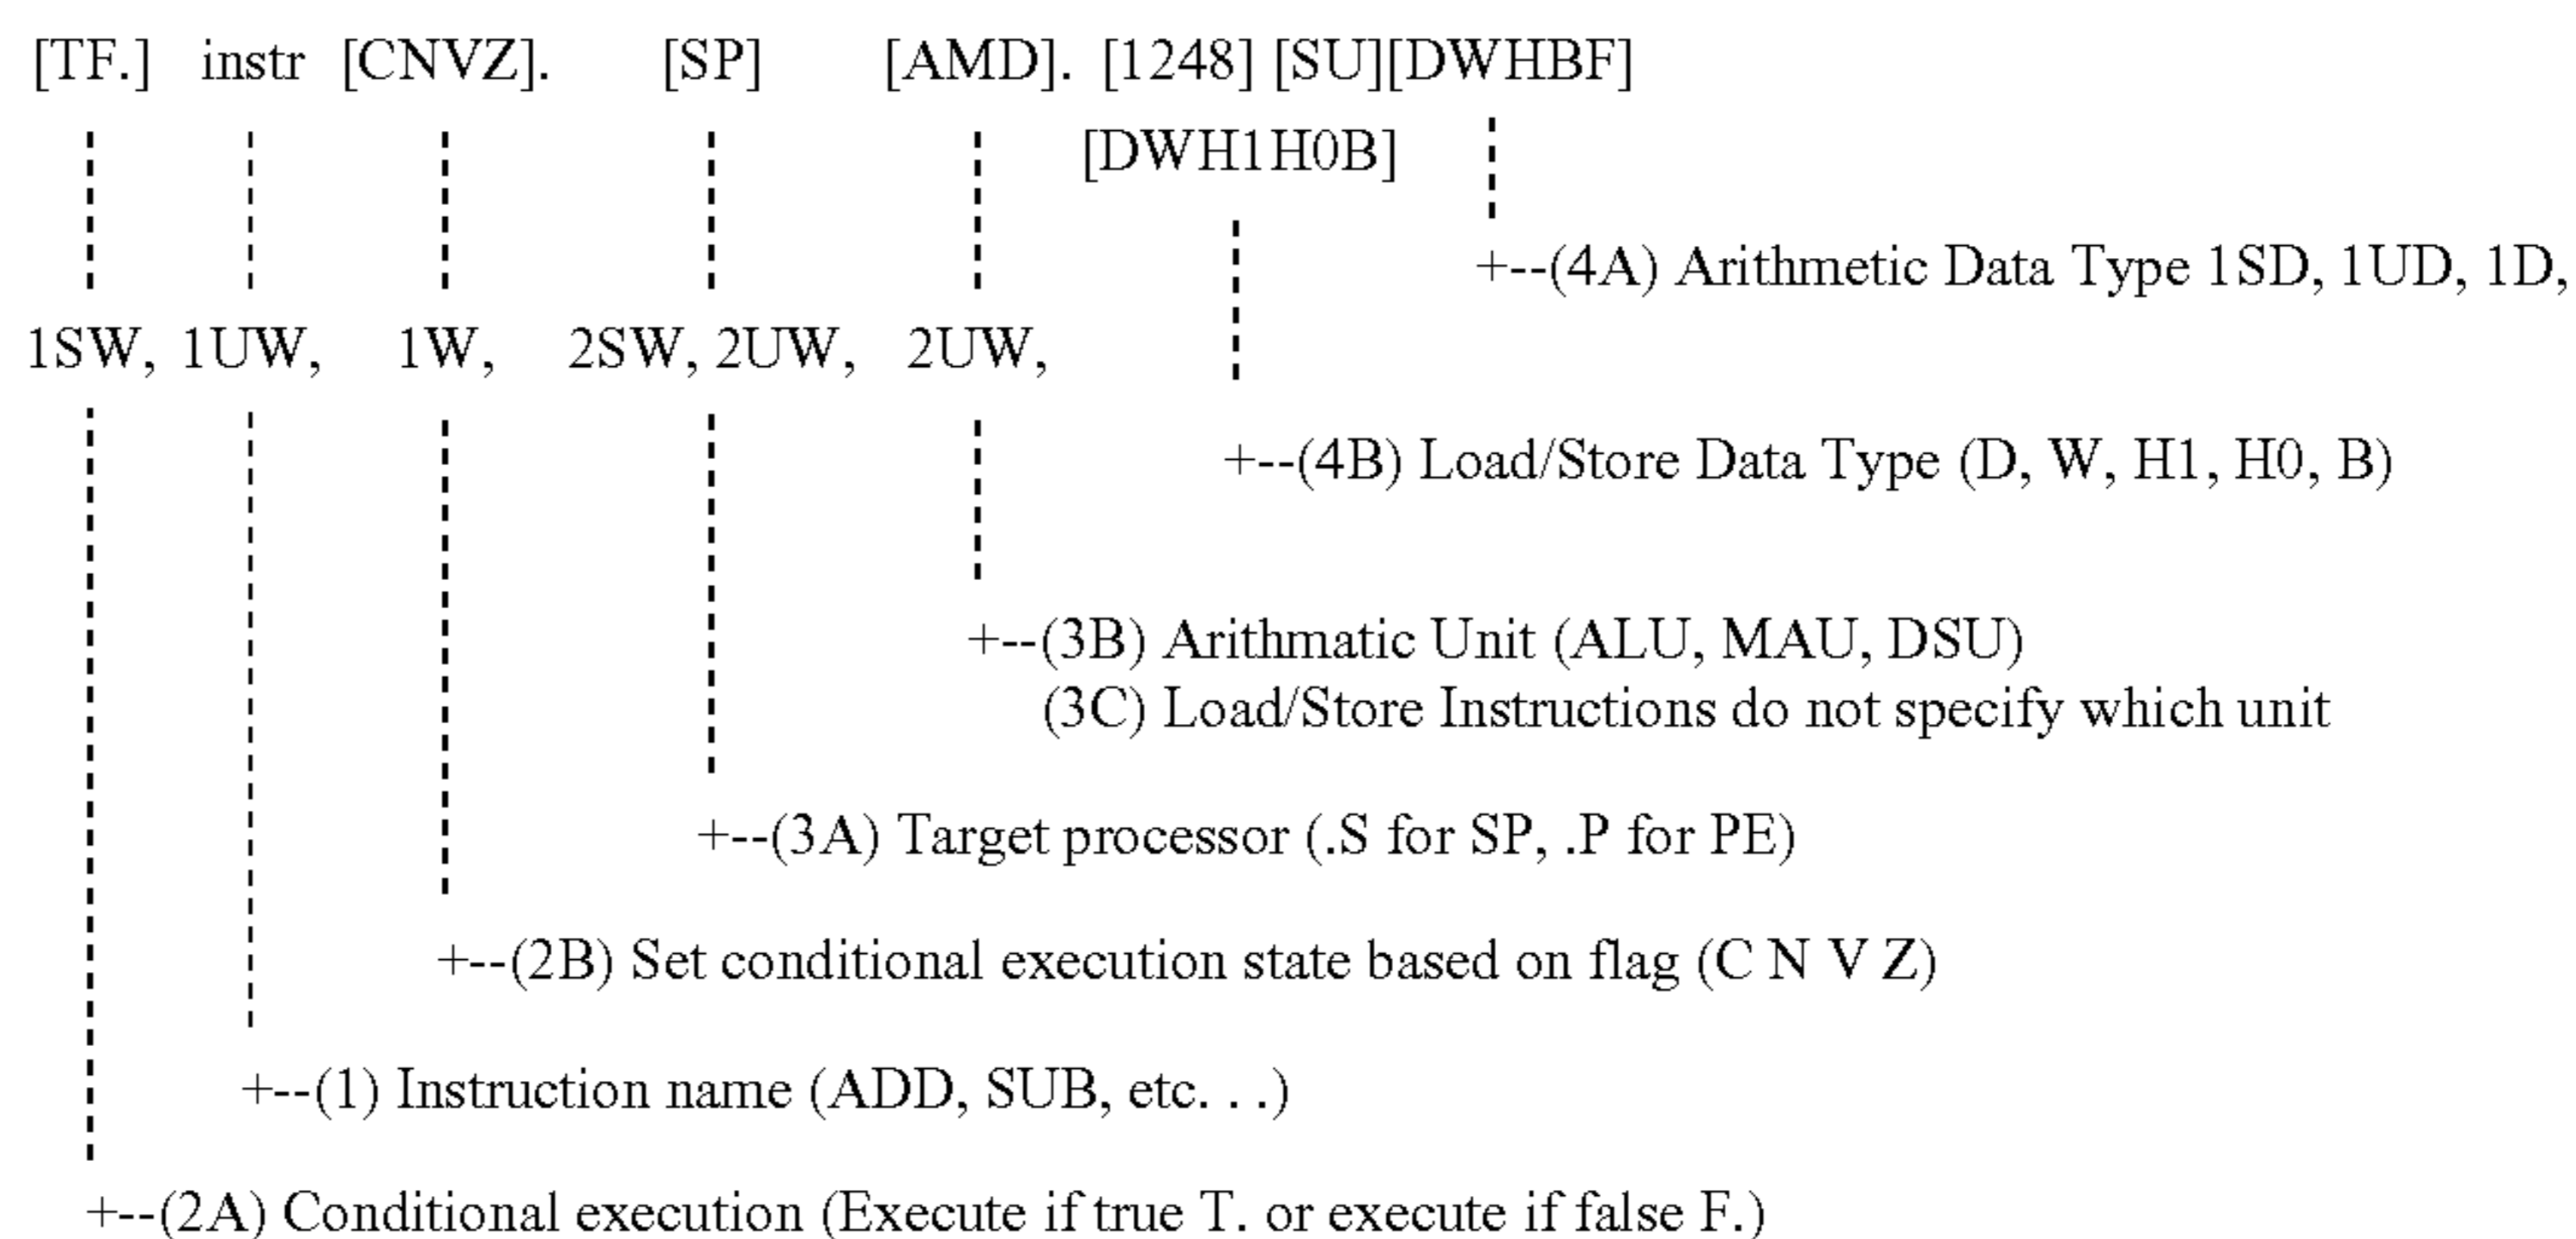 [TF.] instr [CNVZ]. [SP] [AMD]. [1248] [SU][DWHBF]
[DWH1H0B]
+--(4A) Arithmetic Data Type 1SD, 1UD, 1D,
1SW, 1UW, 1W, 2SW, 2UW, 2UW,
+--(4B) Load/Store Data Type (D, W, H1, H0, B)
+--(3B) Arithmatic Unit (ALU, MAU, DSU)
(3C) Load/Store Instructions do not specify which unit
+--(3A) Target processor (.S for SP, .P for PE)
+--(2B) Set conditional execution state based on flag (C N V Z)
+--(1) Instruction name (ADD, SUB, etc. . .)
+--(2A) Conditional execution (Execute if true T. or execute if false F.)